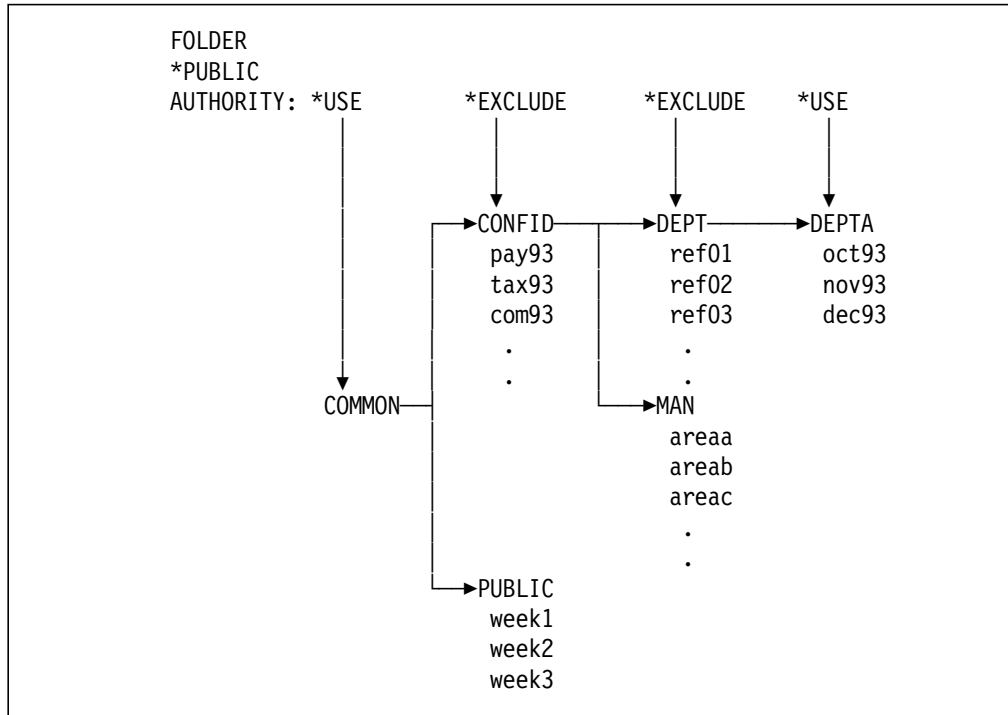 FOLDER
*PUBLIC
AUTHORITY: *USE *EXCLUDE *EXCLUDE *USE
CONFID DEPT DEPTA
pay93 ref01 oct93
tax93 ref02 nov93
com93 ref03 dec93
. .
. .
COMMON MAN
areaa
areab
areac
.
.
PUBLIC
week1
week2
week3